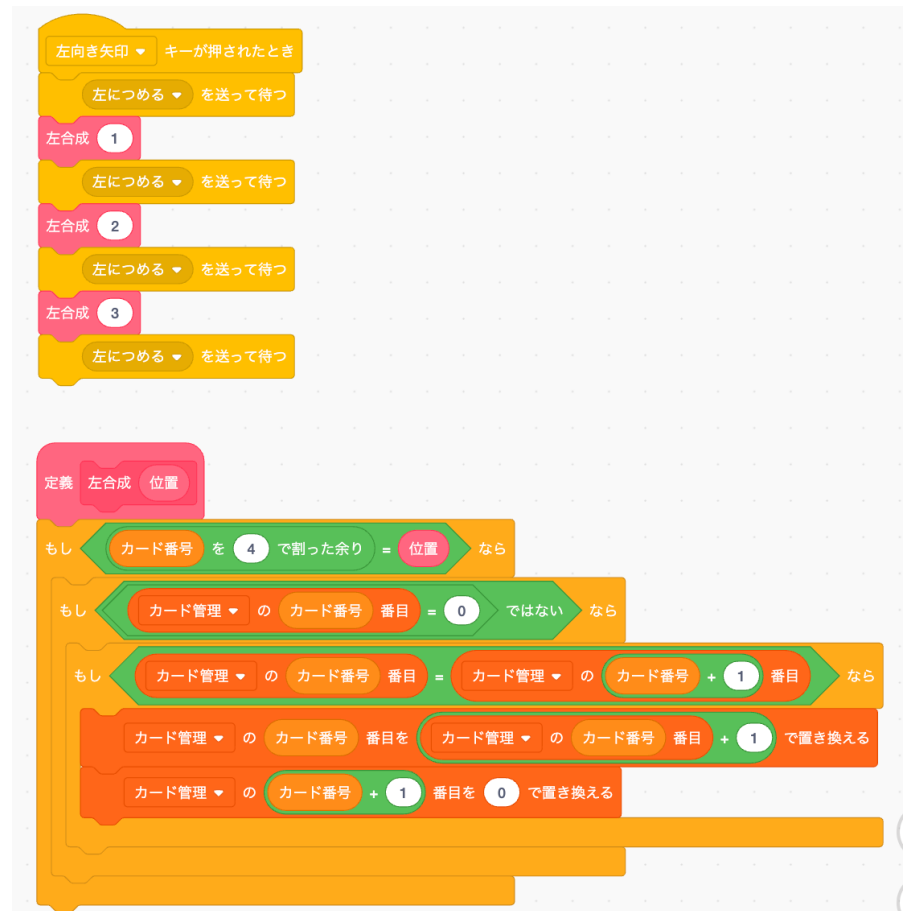 左向き矢印 キーが押されたとき
左につめる を送って待つ
左合成 1
左につめる を送って待つ
左合成 2
左につめる を送って待つ
左合成 3
左につめる を送って待つ
定義 左合成 位置
もし カード番号 を 4 で割った余り = 位置 なら
もし カード管理 の カード番号 番目 = 0 ではない なら
もし カード管理 の カード番号 番目 = カード管理 の カード番号 + 1 番目 なら
カード管理 の カード番号 番目を カード管理 の カード番号 番目 + 1 で置き換える
カード管理 の カード番号 + 1 番目を 0 で置き換える